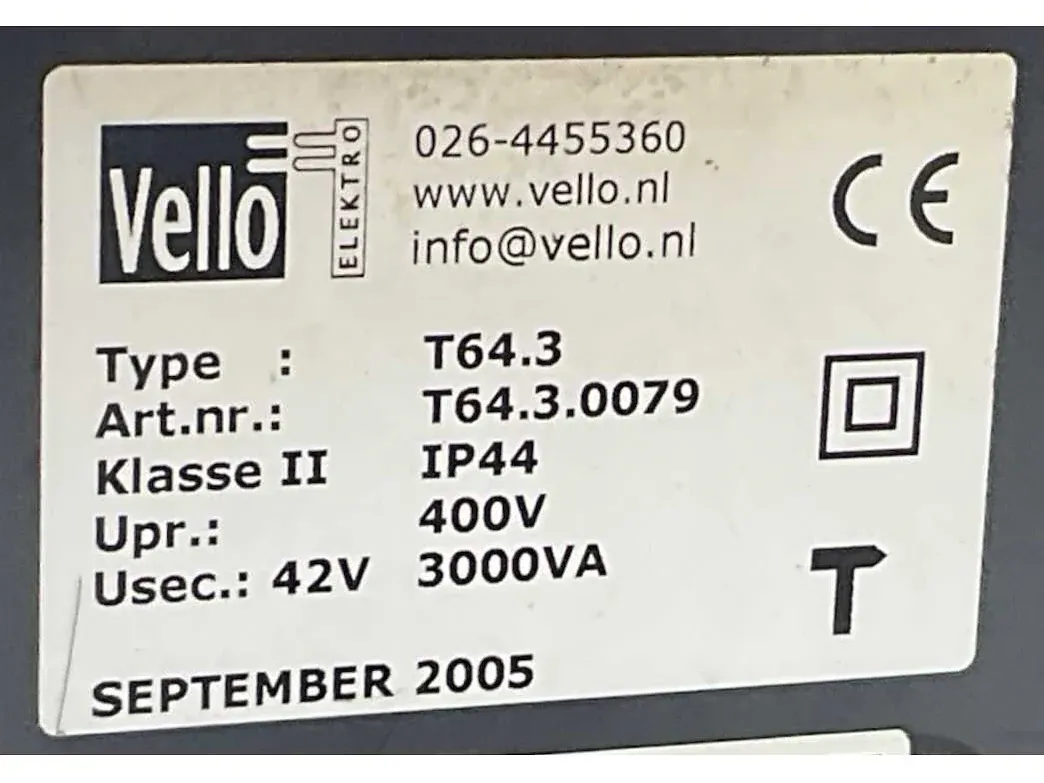 Vello ELEKTRO
026-4455360
www.vello.nl
info@vello.nl
CE
Type : T64.3
Art.nr.: T64.3.0079
Klasse II IP44
Upr.: 400V
Usec.: 42V 3000VA
SEPTEMBER 2005